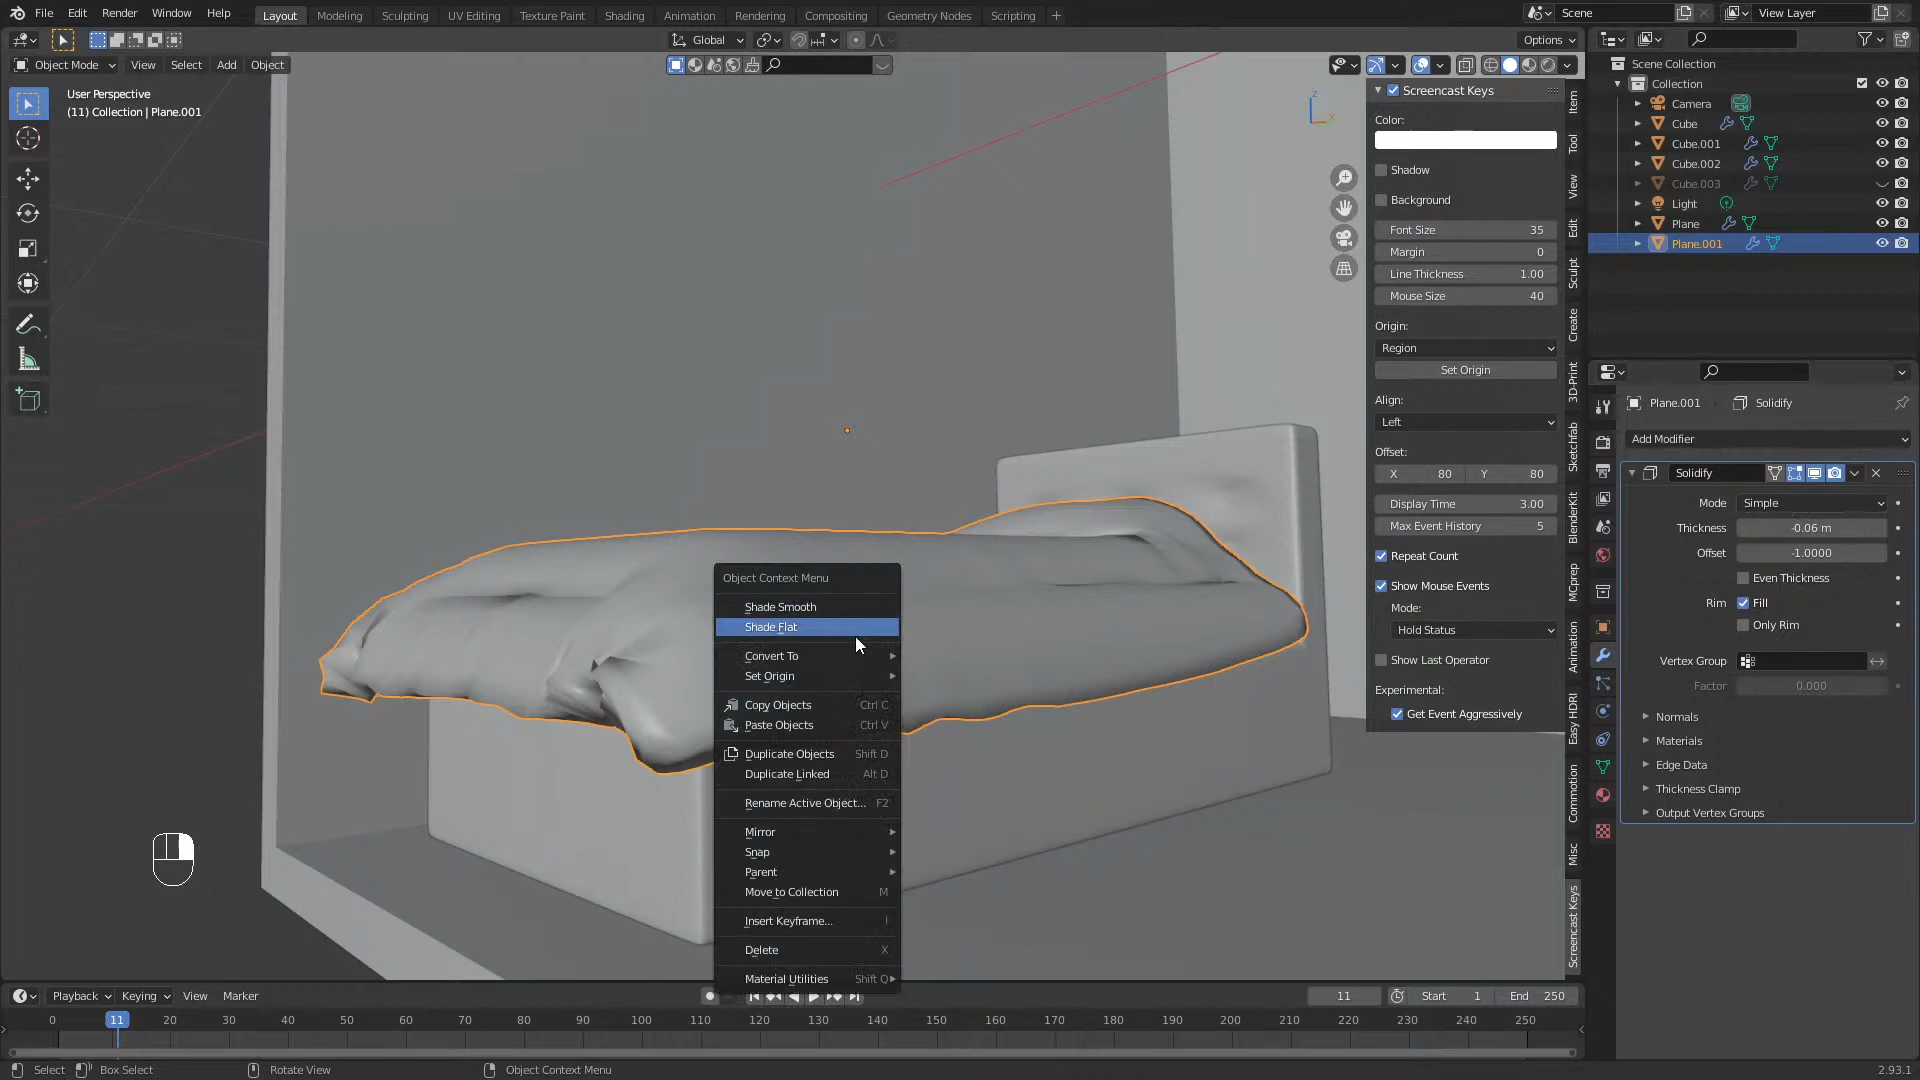 File Edit Render Window Help Layout Modeling Sculpting UV Editing Texture Paint Shading Animation Rendering Compositing Geometry Nodes Scripting + Scene View Layer
Global Options
Object Mode View Select Add Object
User Perspective
(11) Collection | Plane.001
Z
X
Screencast Keys
Color:
Shadow
Background
Font Size 35
Margin 0
Line Thickness 1.00
Mouse Size 40
Origin:
Region
Set Origin
Align:
Left
Offset:
X 80 Y 80
Display Time 3.00
Max Event History 5
Repeat Count
Show Mouse Events
Mode:
Hold Status
Show Last Operator
Experimental:
Get Event Aggressively
Item
Tool
View
Edit
Sculpt
Create
3D-Print
Sketchfab
BlenderKit
MCprep
Animation
Easy HDRI
Commotion
Misc
Screencast Keys
Scene Collection
Collection
Camera
Cube
Cube.001
Cube.002
Cube.003
Light
Plane
Plane.001
Plane.001 Solidify
Add Modifier
Solidify
Mode Simple
Thickness -0.06 m
Offset -1.0000
Even Thickness
Rim Fill
Only Rim
Vertex Group
Factor 0.000
Normals
Materials
Edge Data
Thickness Clamp
Output Vertex Groups
Object Context Menu
Shade Smooth
Shade Flat
Convert To
Set Origin
Copy Objects Ctrl C
Paste Objects Ctrl V
Duplicate Objects Shift D
Duplicate Linked Alt D
Rename Active Object... F2
Mirror
Snap
Parent
Move to Collection M
Insert Keyframe... I
Delete X
Material Utilities Shift Q
Playback Keying View Marker 11 Start 1 End 250
0 11 20 30 40 50 60 70 80 90 100 110 120 130 140 150 160 170 180 190 200 210 220 230 240 250
Select Box Select Rotate View Object Context Menu 2.93.1